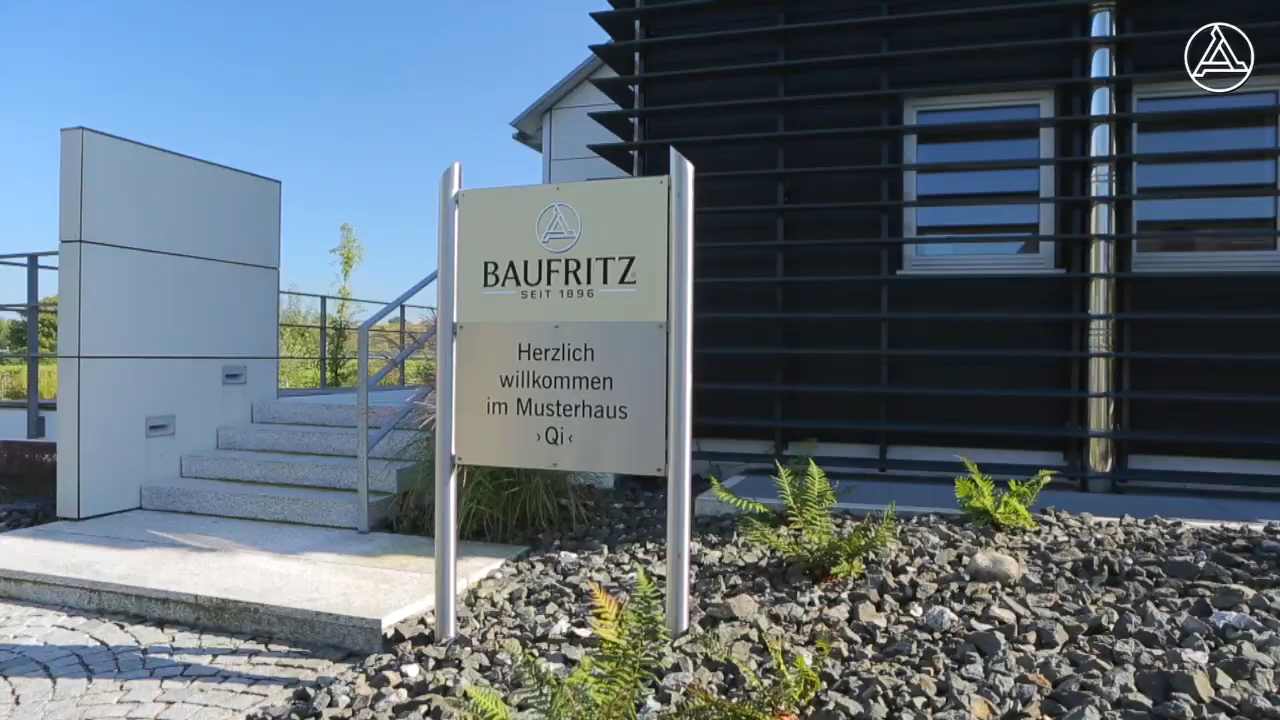 BAUFRITZ
SEIT 1896
Herzlich
willkommen
im Musterhaus
›Qi‹